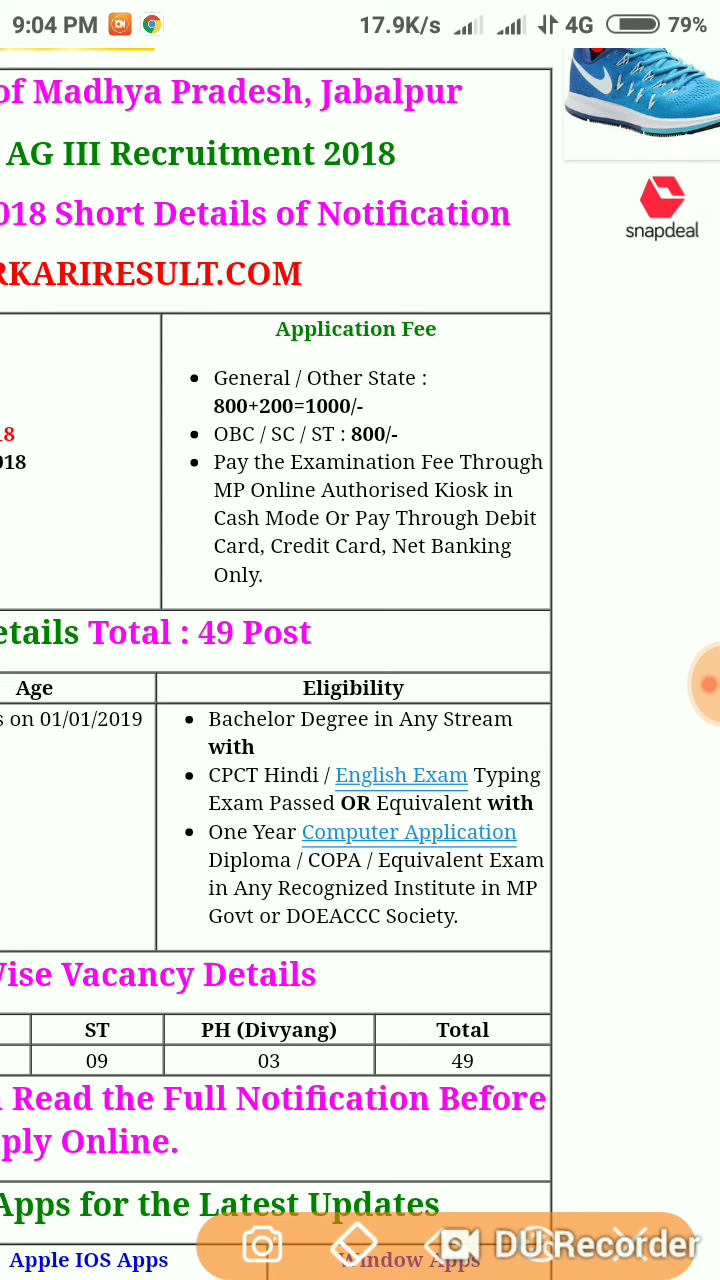 9:04 PM 17.9K/s 4G 79%
of Madhya Pradesh, Jabalpur
AG III Recruitment 2018
018 Short Details of Notification
RKARIRESULT.COM
snapdeal
Application Fee
General / Other State :
800+200=1000/-
18
OBC / SC / ST : 800/-
018
Pay the Examination Fee Through
MP Online Authorised Kiosk in
Cash Mode Or Pay Through Debit
Card, Credit Card, Net Banking
Only.
etails Total : 49 Post
Age Eligibility
s on 01/01/2019
Bachelor Degree in Any Stream
with
CPCT Hindi / English Exam Typing
Exam Passed OR Equivalent with
One Year Computer Application
Diploma / COPA / Equivalent Exam
in Any Recognized Institute in MP
Govt or DOEACCC Society.
Wise Vacancy Details
ST PH (Divyang) Total
09 03 49
Read the Full Notification Before
pply Online.
Apps for the Latest Updates
Apple IOS Apps Window Apps
DU Recorder